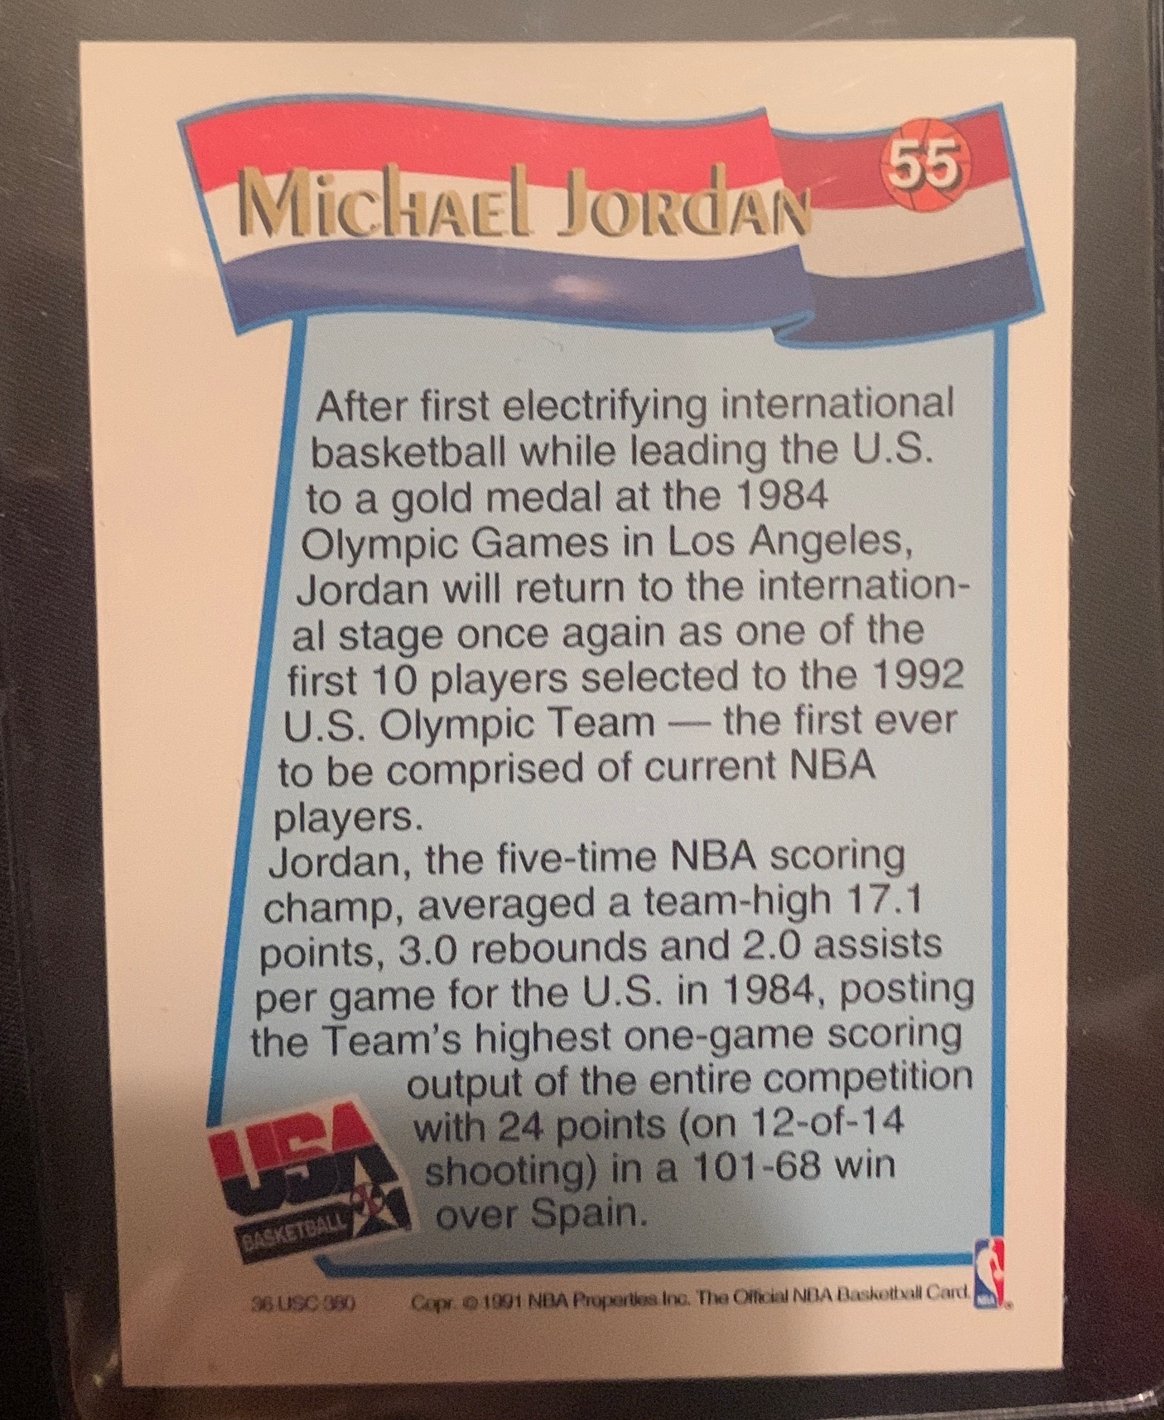 Michael Jordan
55
After first electrifying international
basketball while leading the U.S.
to a gold medal at the 1984
Olympic Games in Los Angeles,
Jordan will return to the internation-
al stage once again as one of the
first 10 players selected to the 1992
U.S. Olympic Team — the first ever
to be comprised of current NBA
players.
Jordan, the five-time NBA scoring
champ, averaged a team-high 17.1
points, 3.0 rebounds and 2.0 assists
per game for the U.S. in 1984, posting
the Team's highest one-game scoring
output of the entire competition
with 24 points (on 12-of-14
shooting) in a 101-68 win
over Spain.
USA
BASKETBALL
36 USC 380
Copr. © 1991 NBA Properties Inc. The Official NBA Basketball Card.
NBA
®